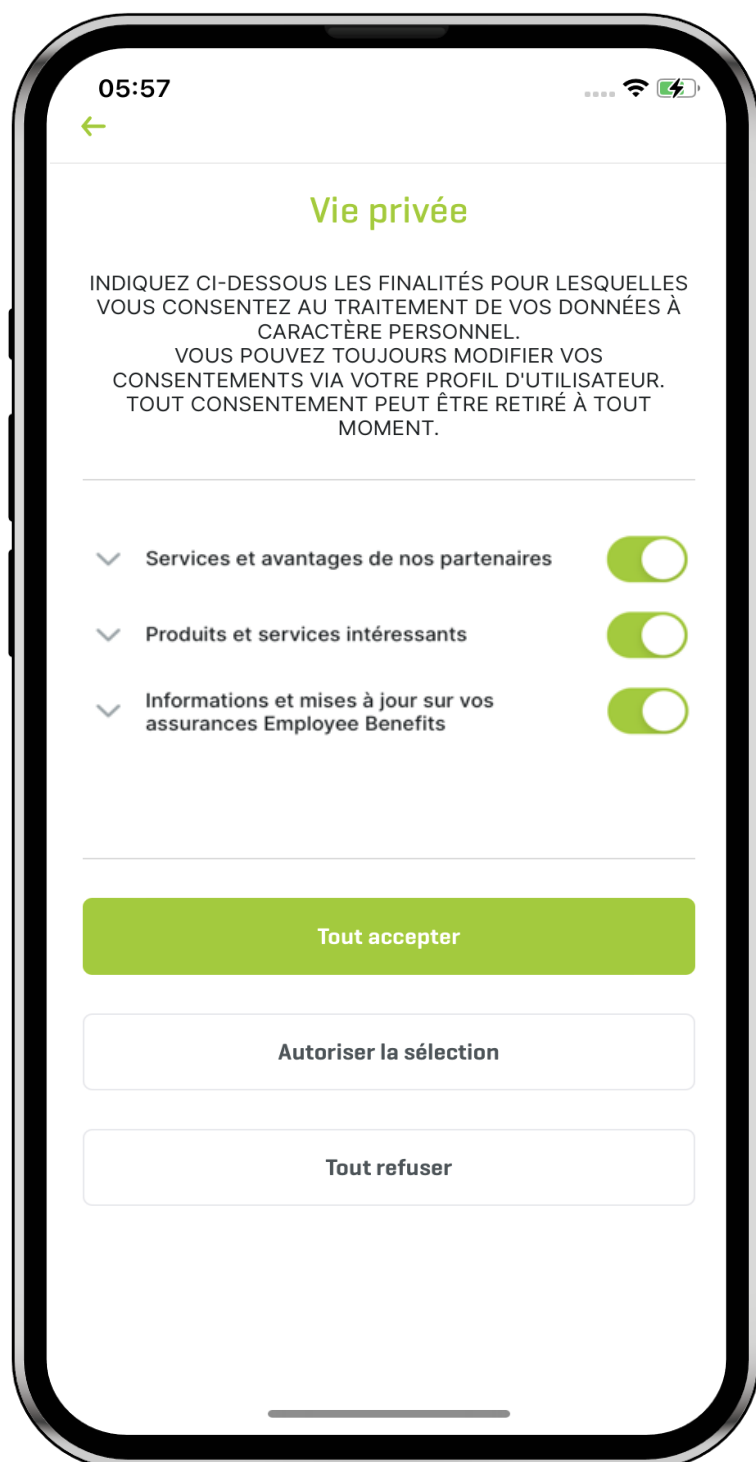 05:57
Vie privée
INDIQUEZ CI-DESSOUS LES FINALITÉS POUR LESQUELLES
VOUS CONSENTEZ AU TRAITEMENT DE VOS DONNÉES À
CARACTÈRE PERSONNEL.
VOUS POUVEZ TOUJOURS MODIFIER VOS
CONSENTEMENTS VIA VOTRE PROFIL D'UTILISATEUR.
TOUT CONSENTEMENT PEUT ÊTRE RETIRÉ À TOUT
MOMENT.
Services et avantages de nos partenaires
Produits et services intéressants
Informations et mises à jour sur vos
assurances Employee Benefits
Tout accepter
Autoriser la sélection
Tout refuser